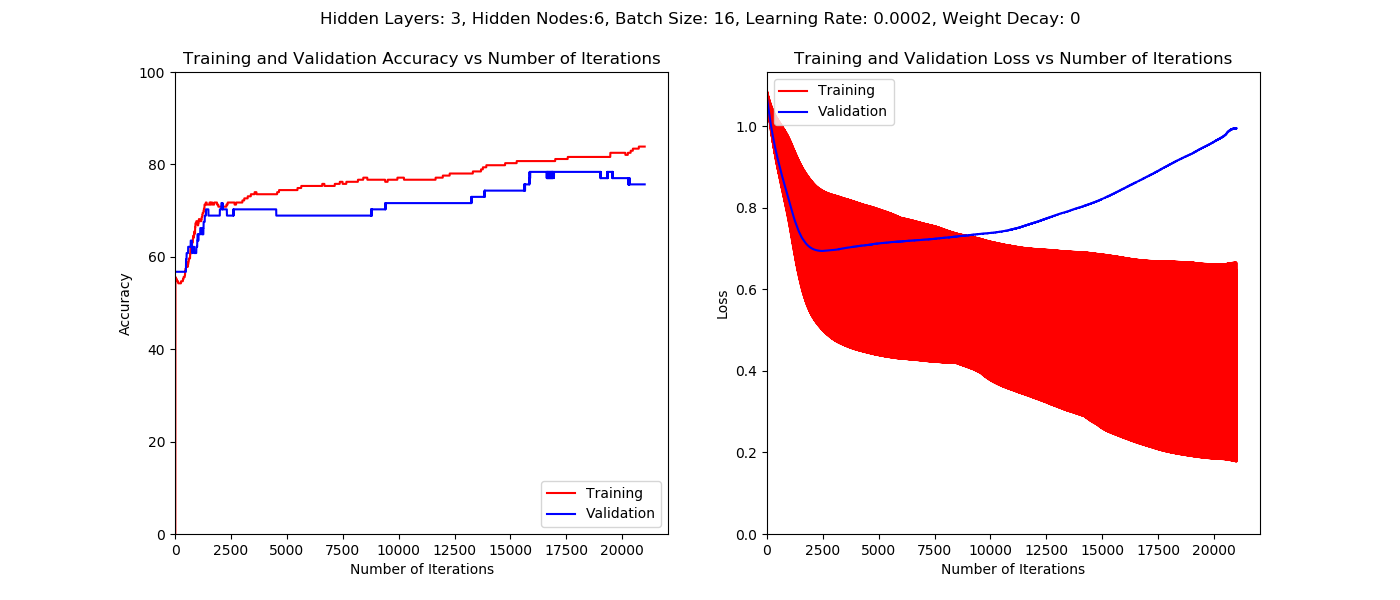 Hidden Layers: 3, Hidden Nodes:6, Batch Size: 16, Learning Rate: 0.0002, Weight Decay: 0
Training and Validation Accuracy vs Number of Iterations
100
80
60
40
20
0
Accuracy
Training
Validation
0 2500 5000 7500 10000 12500 15000 17500 20000
Number of Iterations
Training and Validation Loss vs Number of Iterations
Training
Validation
1.0
0.8
0.6
0.4
0.2
0.0
Loss
0 2500 5000 7500 10000 12500 15000 17500 20000
Number of Iterations